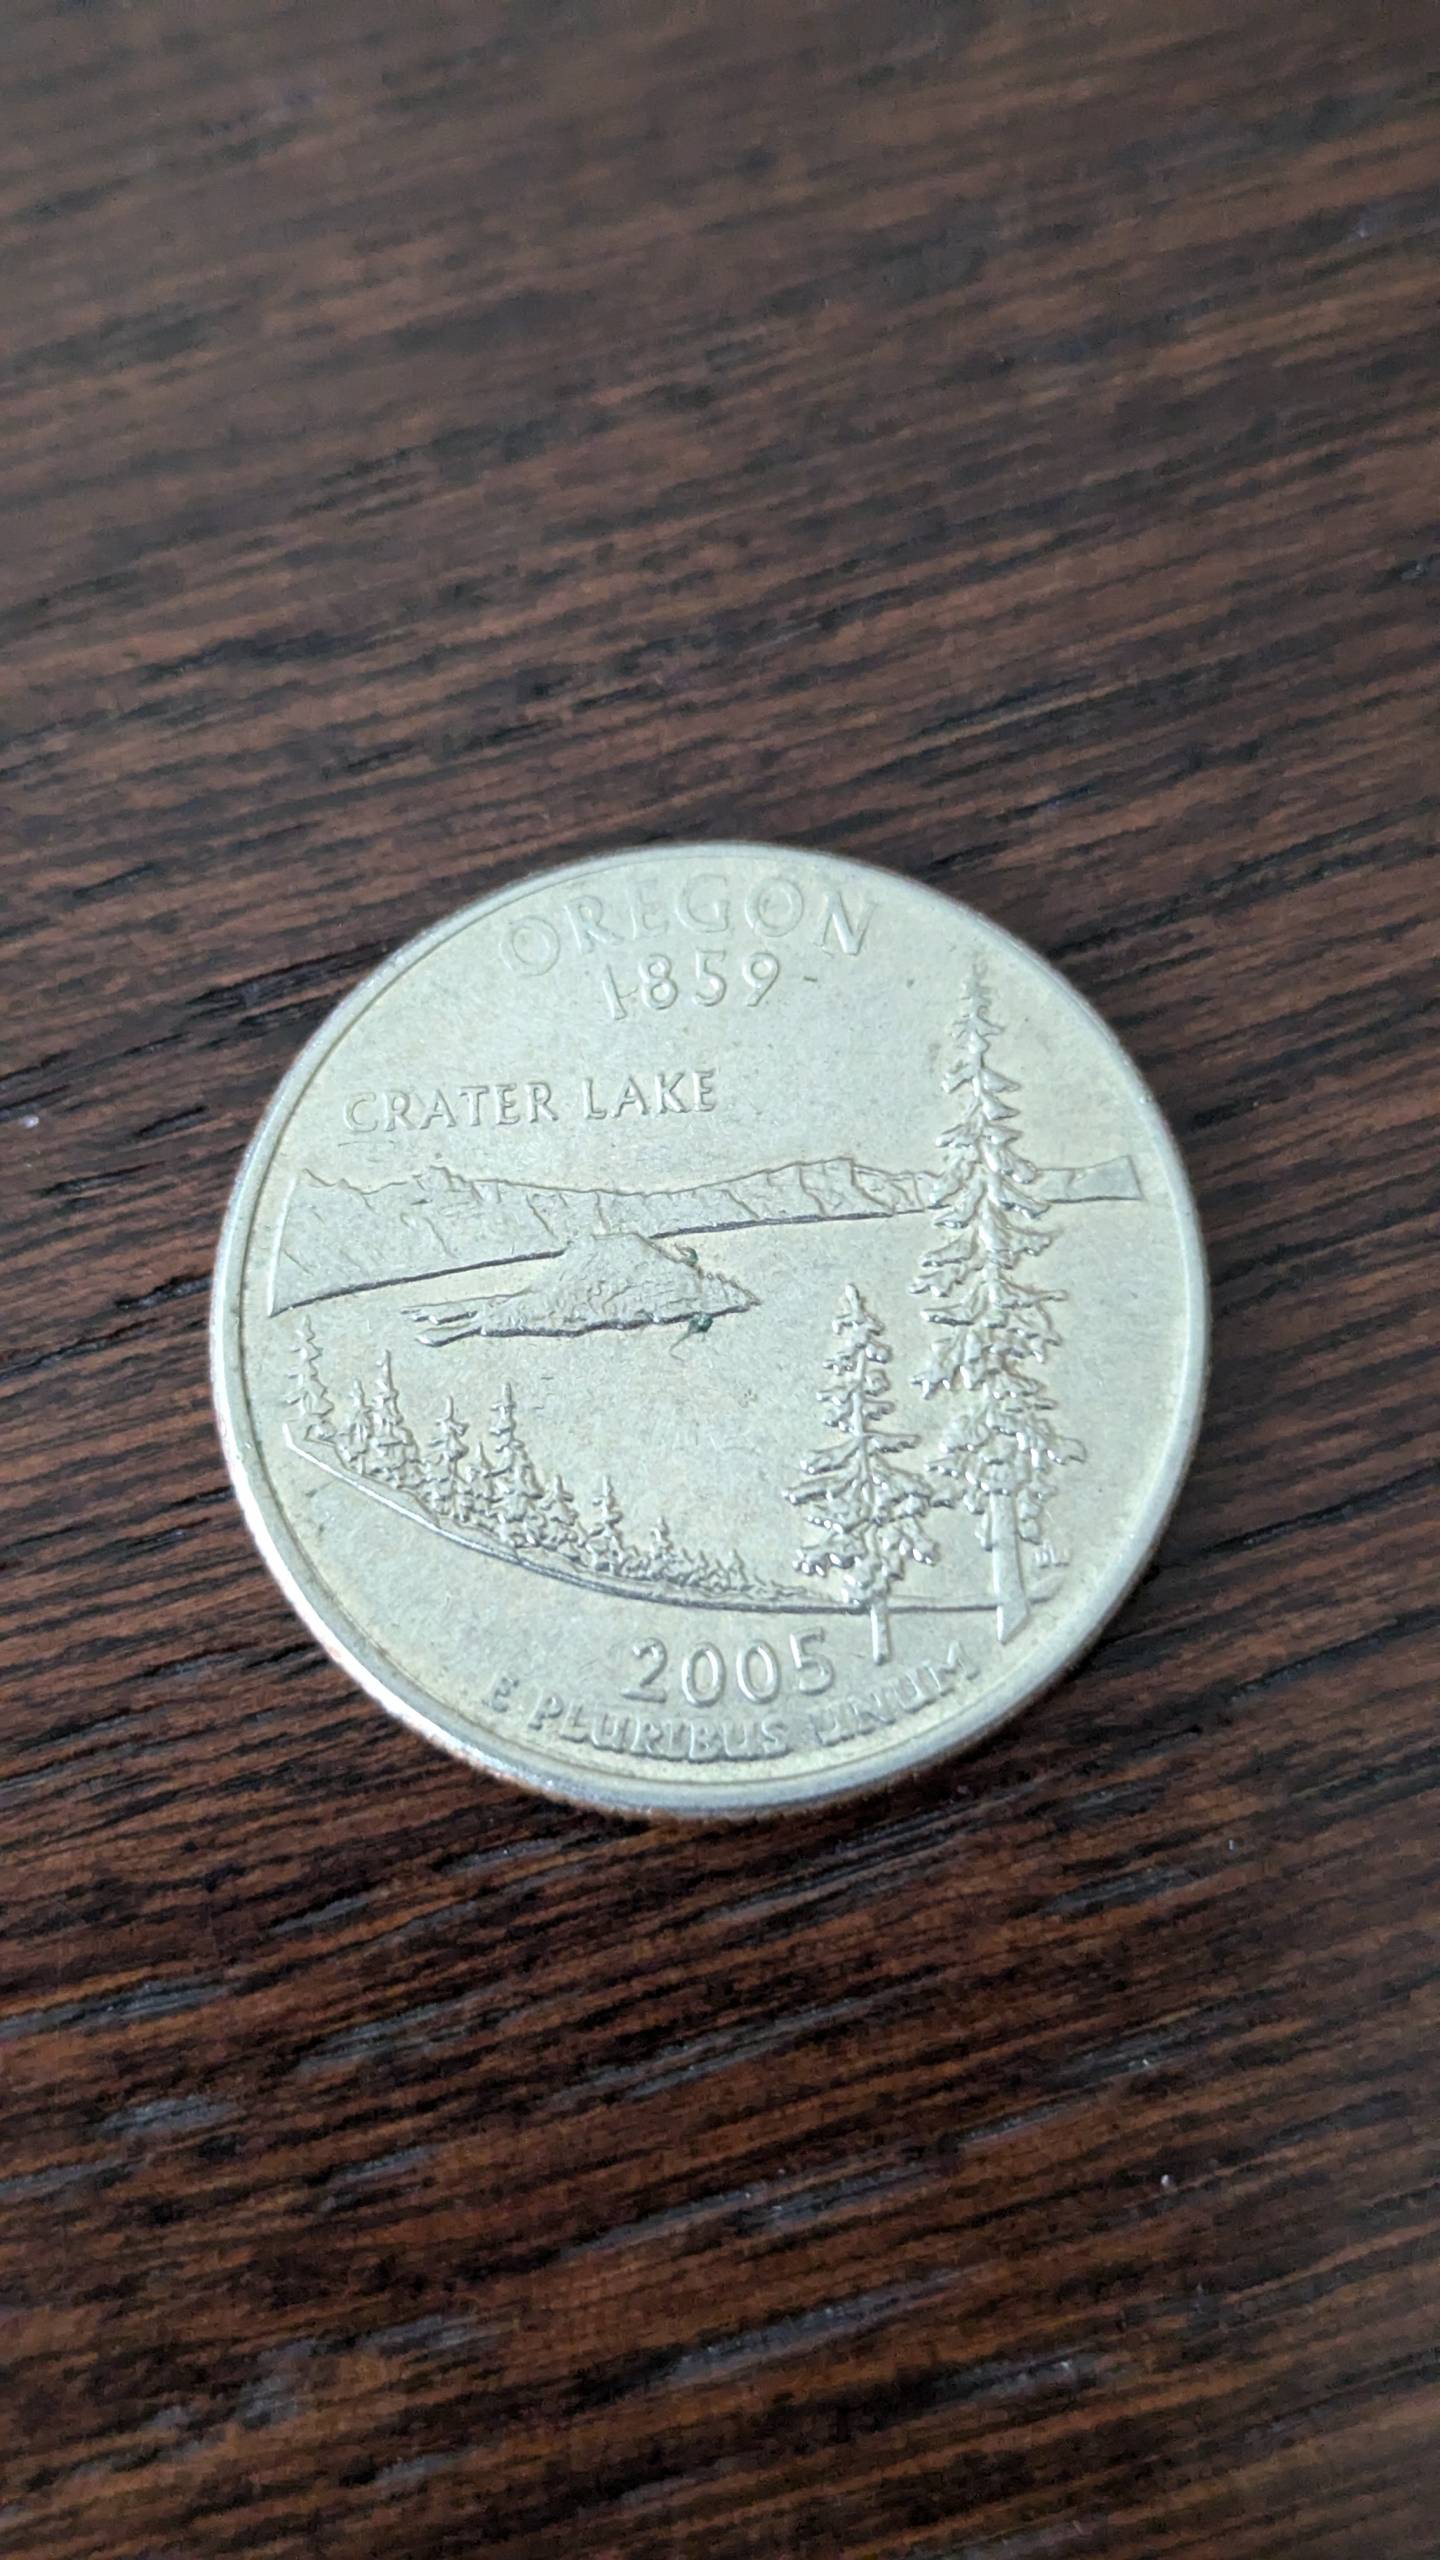 OREGON
1859
CRATER LAKE
2005
E PLURIBUS UNUM